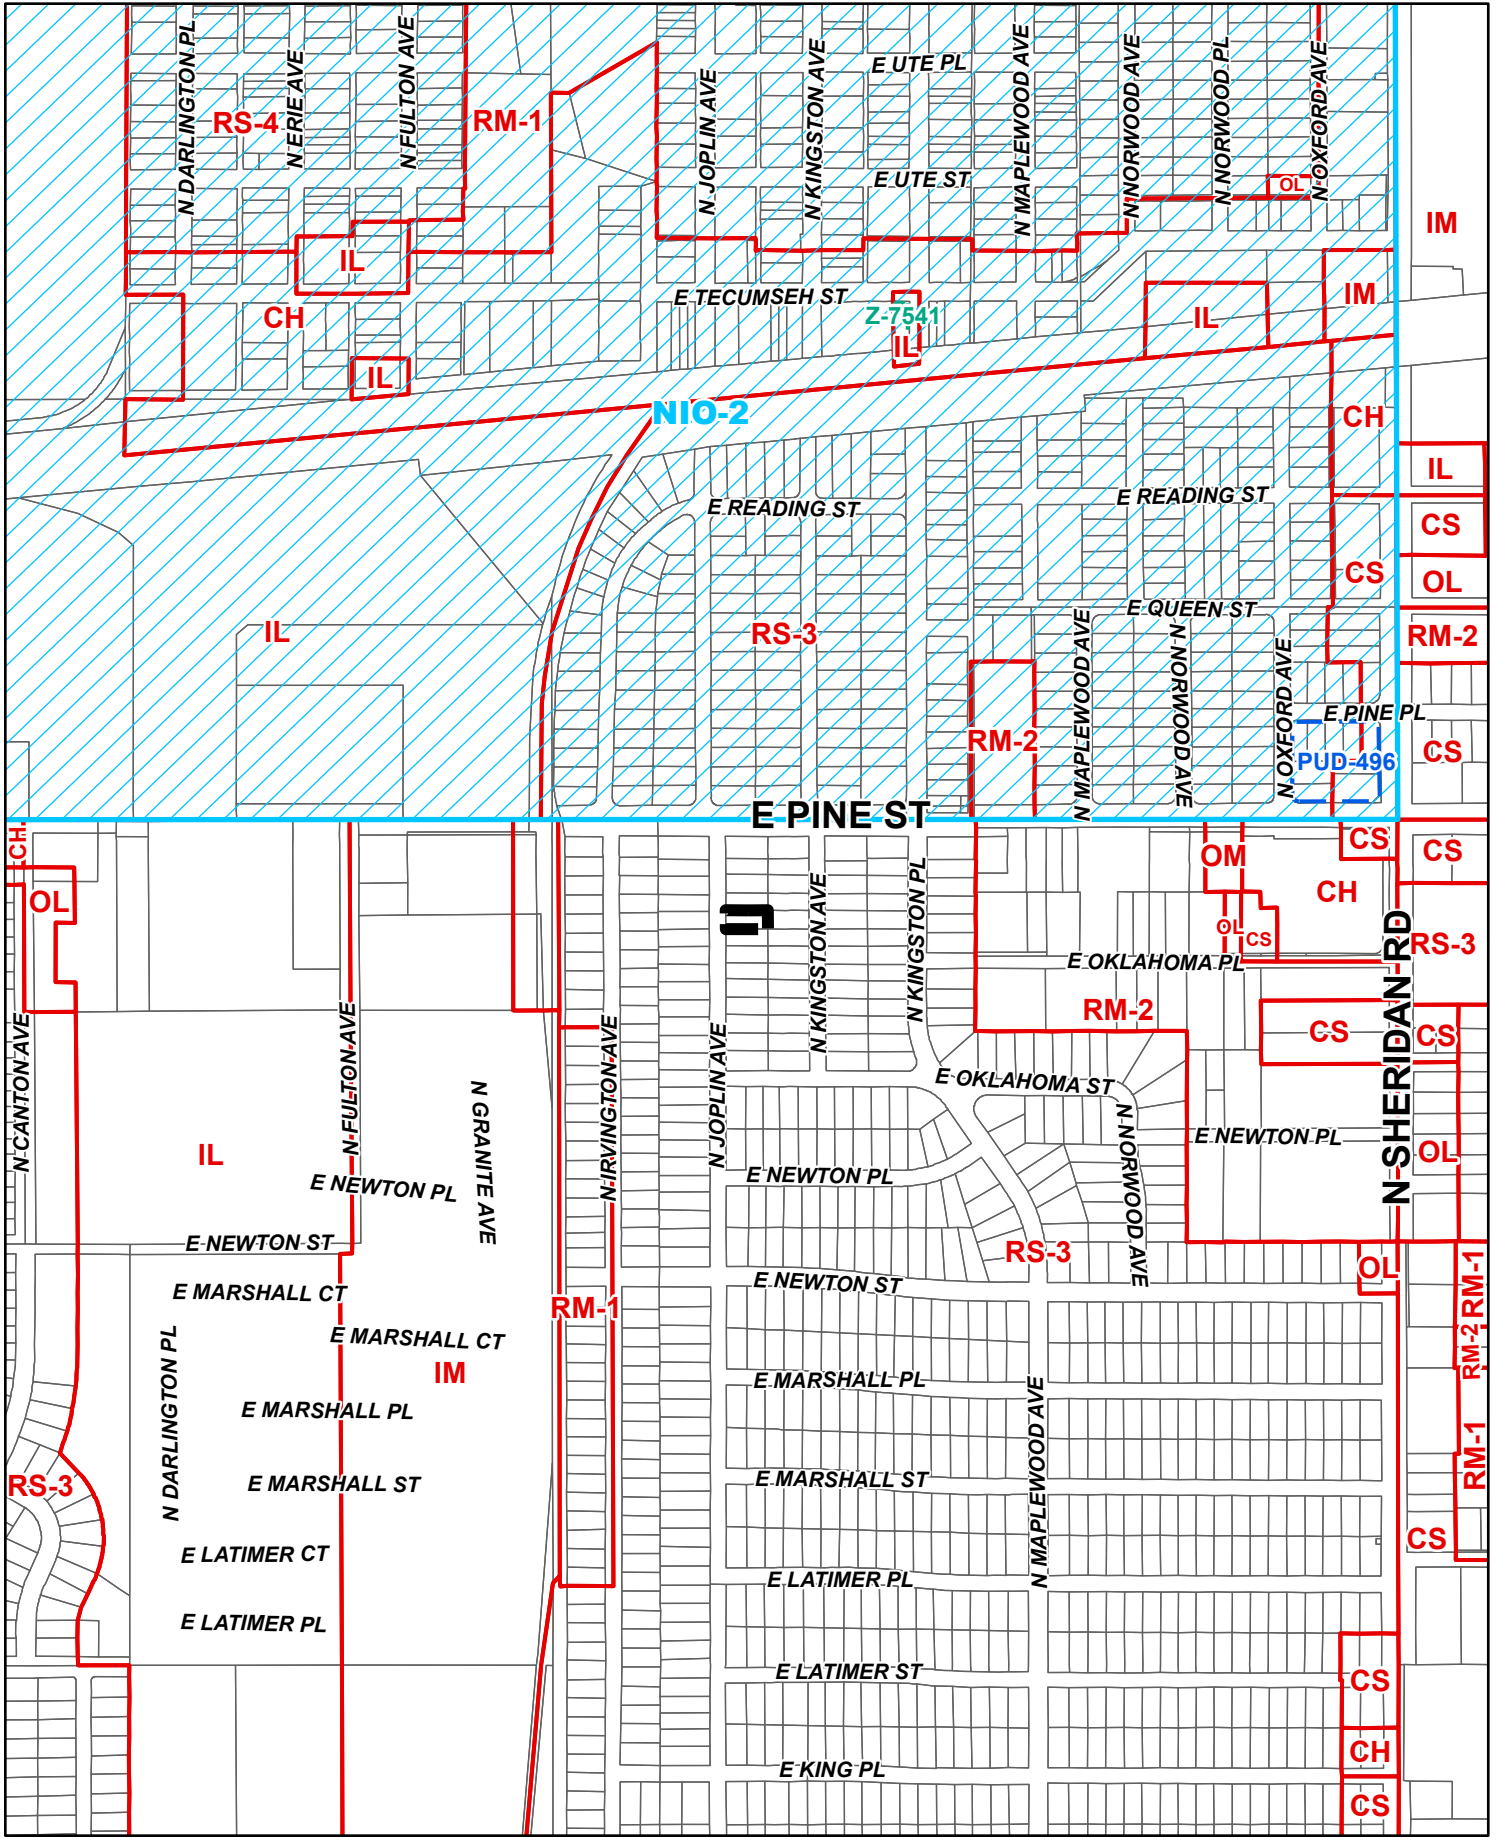 N DARLINGTON PL
N ERIE AVE
N FULTON AVE
RS-4
RM-1
N JOPLIN AVE
N KINGSTON AVE
E UTE PL
E UTE ST
N MAPLEWOOD AVE
N NORWOOD AVE
N NORWOOD PL
N OXFORD AVE
OL
IM
IL
CH
E TECUMSEH ST
Z-7541
IL
IL
IM
IL
NIO-2
CH
IL
E READING ST
E READING ST
CS
CS
OL
E QUEEN ST
IL
RS-3
RM-2
N MAPLEWOOD AVE
N NORWOOD AVE
N OXFORD AVE
E PINE PL
RM-2
PUD-496
CS
E PINE ST
CH
OL
OM
CS
CS
CH
OL
CS
RS-3
N KINGSTON AVE
N KINGSTON PL
E OKLAHOMA PL
N SHERIDAN RD
RM-2
CS
CS
N CANTON AVE
N FULTON AVE
N GRANITE AVE
N IRVINGTON AVE
N JOPLIN AVE
E OKLAHOMA ST
N NORWOOD AVE
E NEWTON PL
OL
IL
E NEWTON PL
E NEWTON PL
E NEWTON ST
RS-3
OL
RM-1
E MARSHALL CT
E NEWTON ST
RM-1
E MARSHALL CT
RM-2
IM
E MARSHALL PL
N DARLINGTON PL
E MARSHALL PL
N MAPLEWOOD AVE
RM-1
RS-3
E MARSHALL ST
E MARSHALL ST
CS
E LATIMER CT
E LATIMER PL
E LATIMER PL
E LATIMER ST
CS
CH
E KING PL
CS